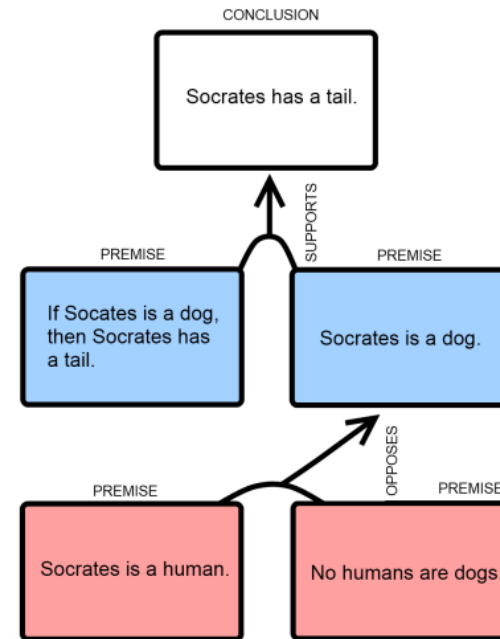 CONCLUSION
Socrates has a tail.
SUPPORTS
PREMISE
PREMISE
If Socates is a dog,
then Socrates has
a tail.
Socrates is a dog.
OPPOSES
PREMISE
PREMISE
Socrates is a human.
No humans are dogs.